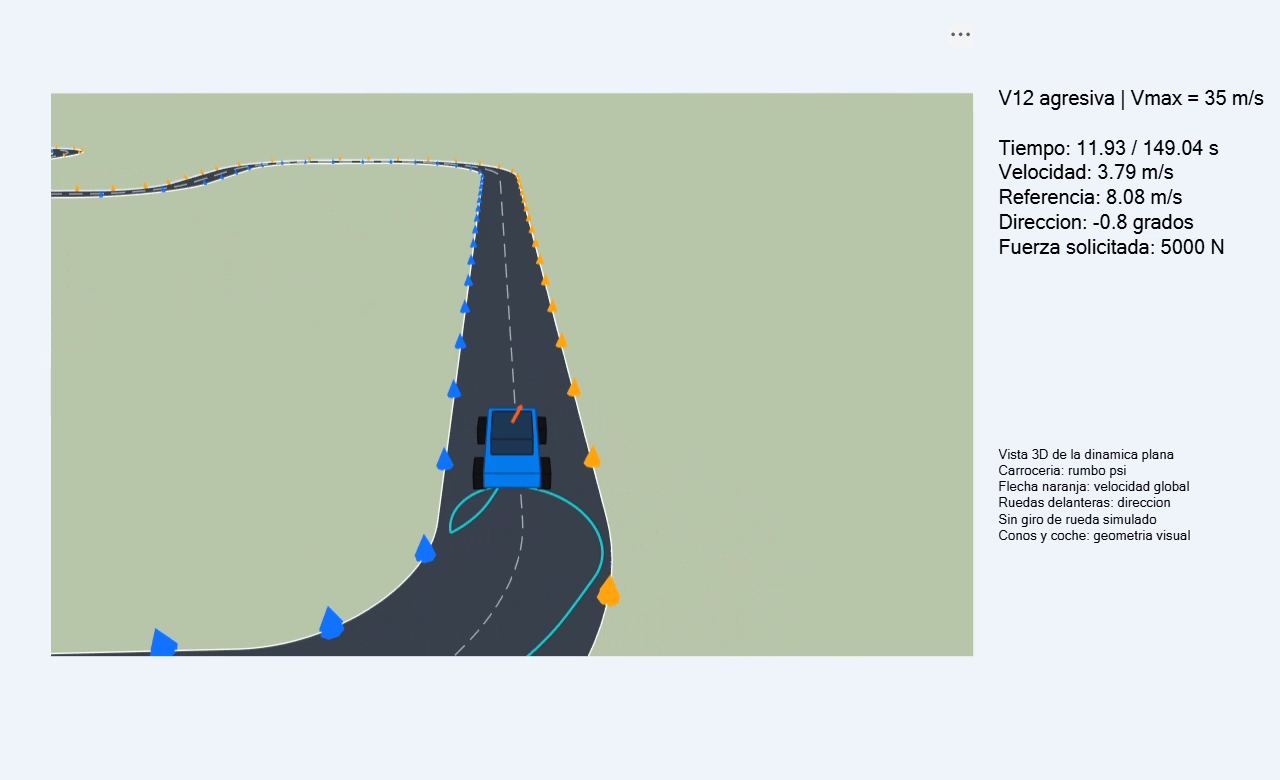 V12 agresiva | Vmax = 35 m/s
Tiempo: 11.93 / 149.04 s
Velocidad: 3.79 m/s
Referencia: 8.08 m/s
Direccion: -0.8 grados
Fuerza solicitada: 5000 N
Vista 3D de la dinamica plana
Carroceria: rumbo psi
Flecha naranja: velocidad global
Ruedas delanteras: direccion
Sin giro de rueda simulado
Conos y coche: geometria visual